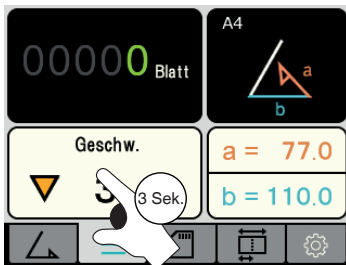 00000 Blatt
A4
a
b
Geschw.
3 Sek.
a = 77.0
b = 110.0